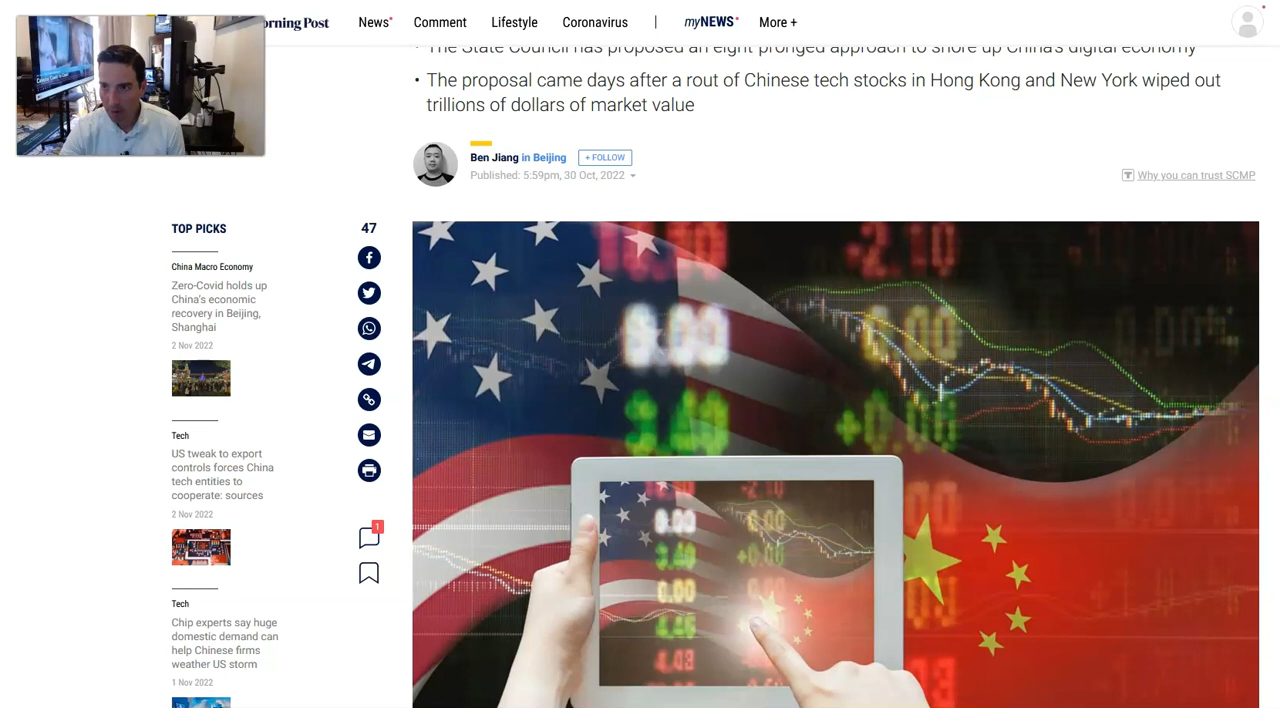 orning Post
News
Comment
Lifestyle
Coronavirus
|
myNEWS
More +
• The State Council has proposed an eight pronged approach to shore up China's digital economy
• The proposal came days after a rout of Chinese tech stocks in Hong Kong and New York wiped out
trillions of dollars of market value
Ben Jiang in Beijing
+ FOLLOW
Published: 5:59pm, 30 Oct, 2022
Why you can trust SCMP
TOP PICKS
47
China Macro Economy
Zero-Covid holds up
China's economic
recovery in Beijing,
Shanghai
2 Nov 2022
Tech
US tweak to export
controls forces China
tech entities to
cooperate: sources
2 Nov 2022
1
Tech
Chip experts say huge
domestic demand can
help Chinese firms
weather US storm
1 Nov 2022